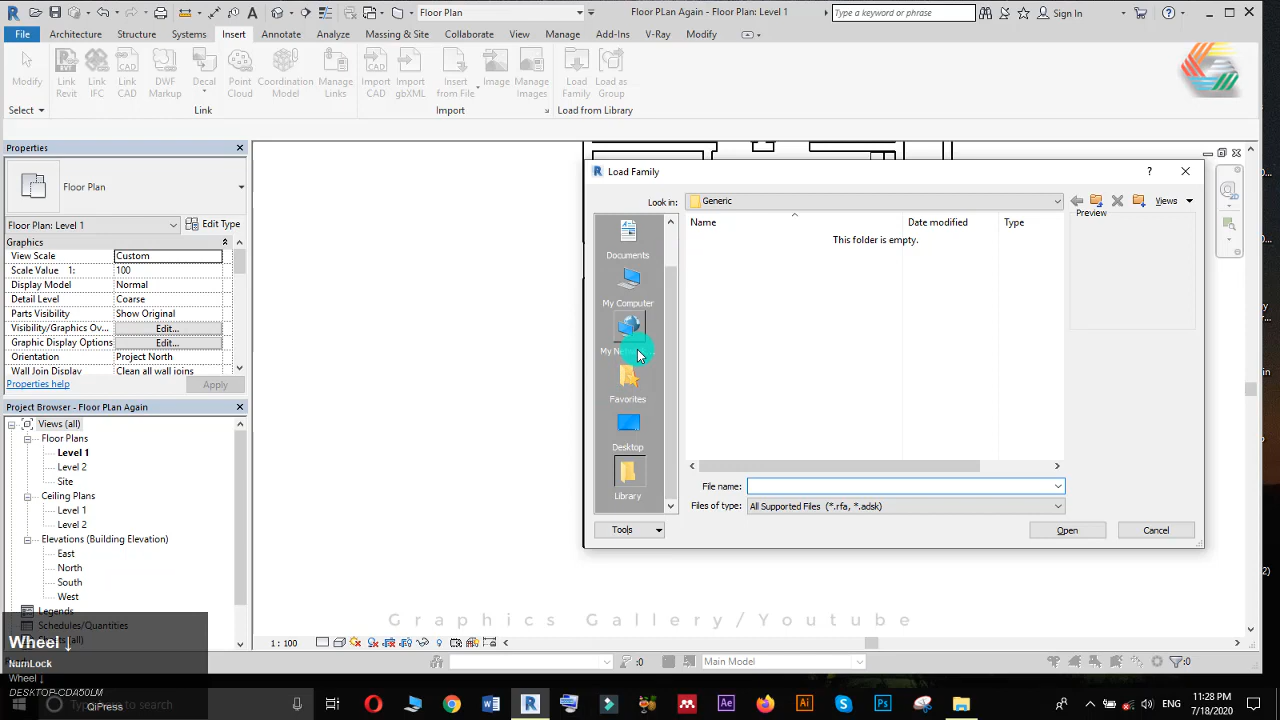 Floor Plan
Floor Plan Again - Floor Plan: Level 1
Type a keyword or phrase
Sign In
File
Architecture
Structure
Systems
Insert
Annotate
Analyze
Massing & Site
Collaborate
View
Manage
Add-Ins
V-Ray
Modify
Modify
Link Revit
Link IFC
Link CAD
DWF Markup
Decal
Point Cloud
Coordination Model
Manage Links
Import CAD
Import gbXML
Insert from File
Image
Manage Images
Load Family
Load as Group
Select
Link
Import
Load from Library
Properties
Floor Plan
Floor Plan: Level 1
Edit Type
Graphics
View Scale
Custom
Scale Value 1:
100
Display Model
Normal
Detail Level
Coarse
Parts Visibility
Show Original
Visibility/Graphics Ov...
Edit...
Graphic Display Options
Edit...
Orientation
Project North
Wall Join Display
Clean all wall joins
Properties help
Apply
Project Browser - Floor Plan Again
Views (all)
Floor Plans
Level 1
Level 2
Site
Ceiling Plans
Level 1
Level 2
Elevations (Building Elevation)
East
North
South
West
Legends
Schedules/Quantities
(all)
Load Family
Look in:
Generic
Views
Name
Date modified
Type
Preview
This folder is empty.
Documents
My Computer
Favorites
Desktop
Library
File name:
Files of type:
All Supported Files (*.rfa, *.adsk)
Tools
Open
Cancel
Graphics Gallery/Youtube
1 : 100
:0
Main Model
:0
Wheel ↓
NumLock
Wheel ↓
DESKTOP-CDA50LM
QiPress
Type here to search
ENG
11:28 PM
7/18/2020